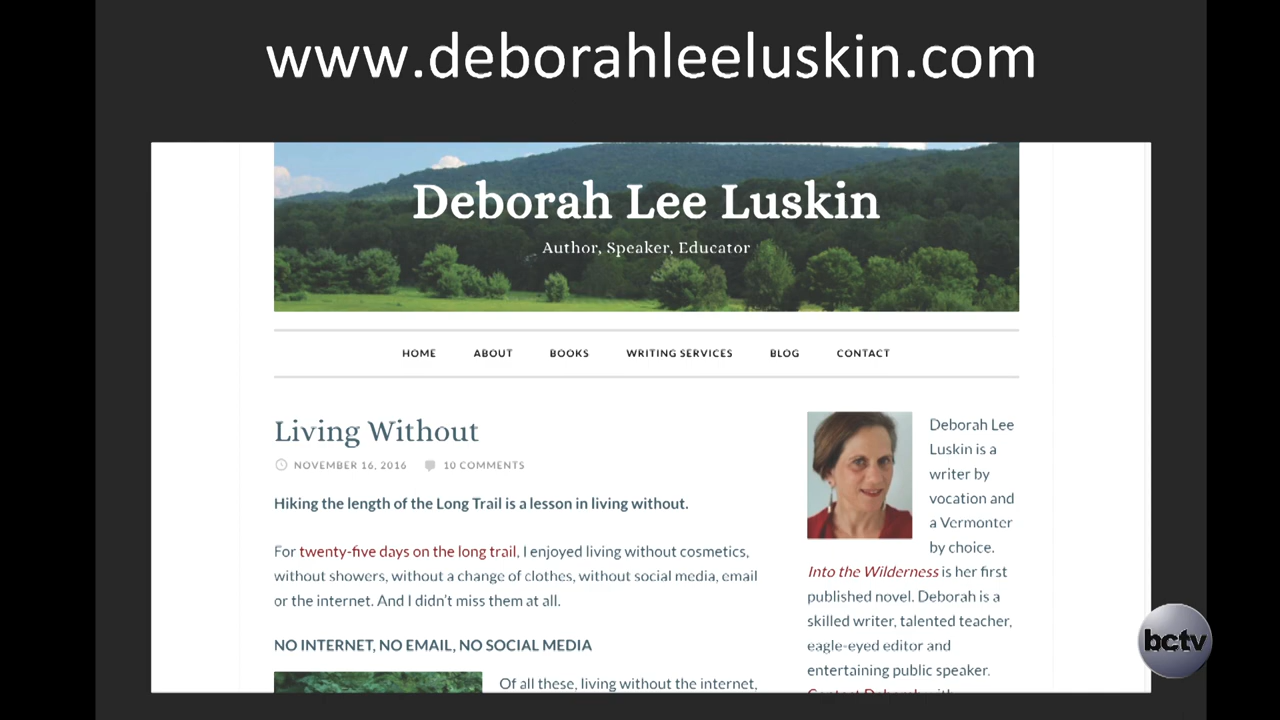 www.deborahleeluskin.com
Deborah Lee Luskin
Author, Speaker, Educator
HOME ABOUT BOOKS WRITING SERVICES BLOG CONTACT
Living Without
NOVEMBER 16, 2016 10 COMMENTS
Hiking the length of the Long Trail is a lesson in living without.
For twenty-five days on the long trail, I enjoyed living without cosmetics,
without showers, without a change of clothes, without social media, email
or the internet. And I didn't miss them at all.
NO INTERNET, NO EMAIL, NO SOCIAL MEDIA
Of all these, living without the internet,
Deborah Lee
Luskin is a
writer by
vocation and
a Vermonter
by choice.
Into the Wilderness is her first
published novel. Deborah is a
skilled writer, talented teacher,
eagle-eyed editor and
entertaining public speaker.
bctv